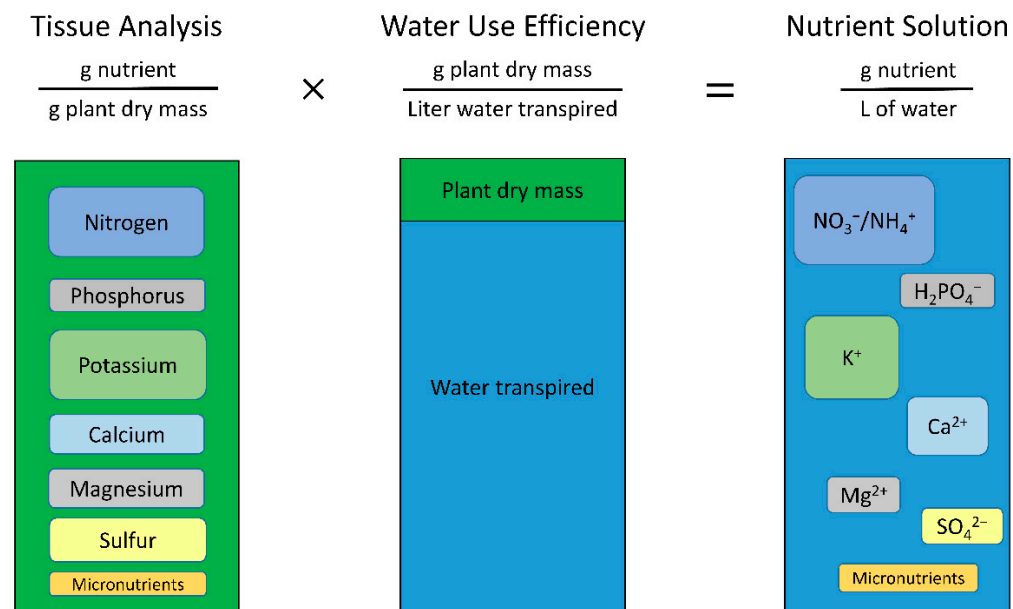 Tissue Analysis
g nutrient
g plant dry mass
×
Water Use Efficiency
g plant dry mass
Liter water transpired
=
Nutrient Solution
g nutrient
L of water
Nitrogen
Phosphorus
Potassium
Calcium
Magnesium
Sulfur
Micronutrients
Plant dry mass
Water transpired
NO₃⁻/NH₄⁺
H₂PO₄⁻
K⁺
Ca²⁺
Mg²⁺
SO₄²⁻
Micronutrients